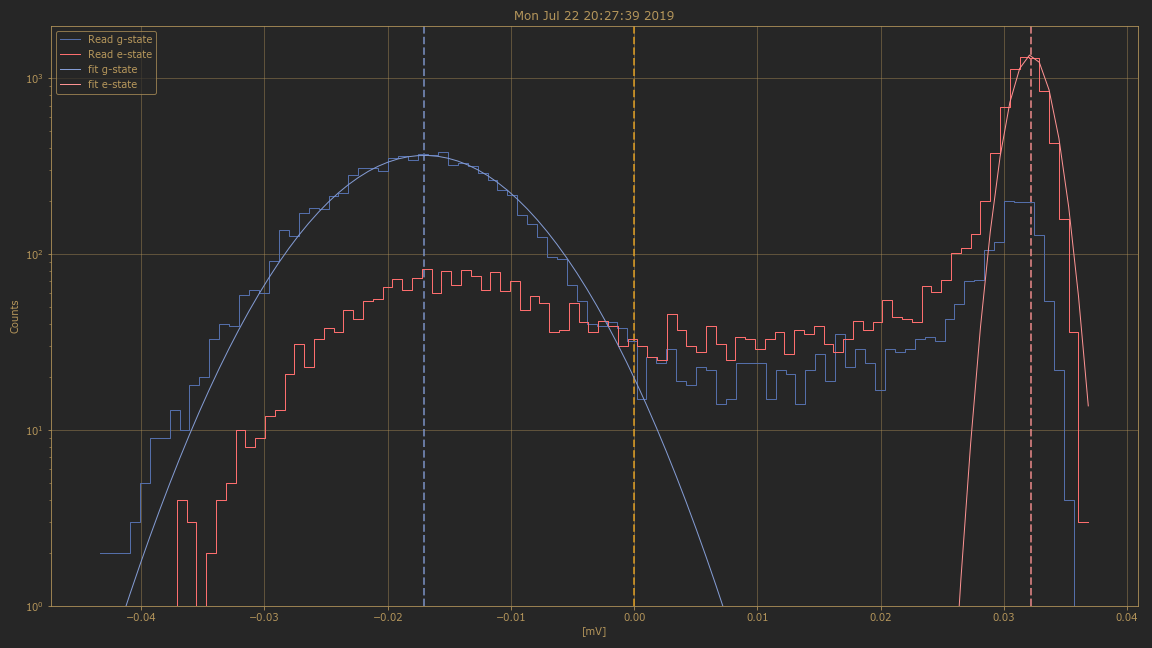 Mon Jul 22 20:27:39 2019
Read g-state
Read e-state
fit g-state
fit e-state
Counts
10³
10²
10¹
10⁰
−0.04 −0.03 −0.02 −0.01 0.00 0.01 0.02 0.03 0.04
[mV]